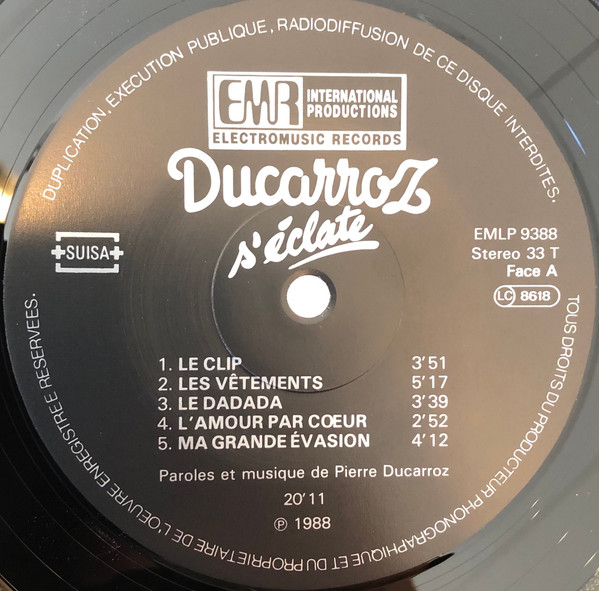 DUPLICATION, EXECUTION PUBLIQUE, RADIODIFFUSION DE CE DISQUE INTERDITES.
EMR INTERNATIONAL PRODUCTIONS
ELECTROMUSIC RECORDS
Ducarroz
s'éclate
SUISA
EMLP 9388
Stereo 33 T
Face A
LC 8618
1. LE CLIP 3'51
2. LES VÊTEMENTS 5'17
3. LE DADADA 3'39
4. L'AMOUR PAR CŒUR 2'52
5. MA GRANDE ÉVASION 4'12
Paroles et musique de Pierre Ducarroz
20'11
℗ 1988
TOUS DROITS DU PRODUCTEUR PHONOGRAPHIQUE ET DU PROPRIETAIRE DE L'OEUVRE ENREGISTREE RESERVEES.